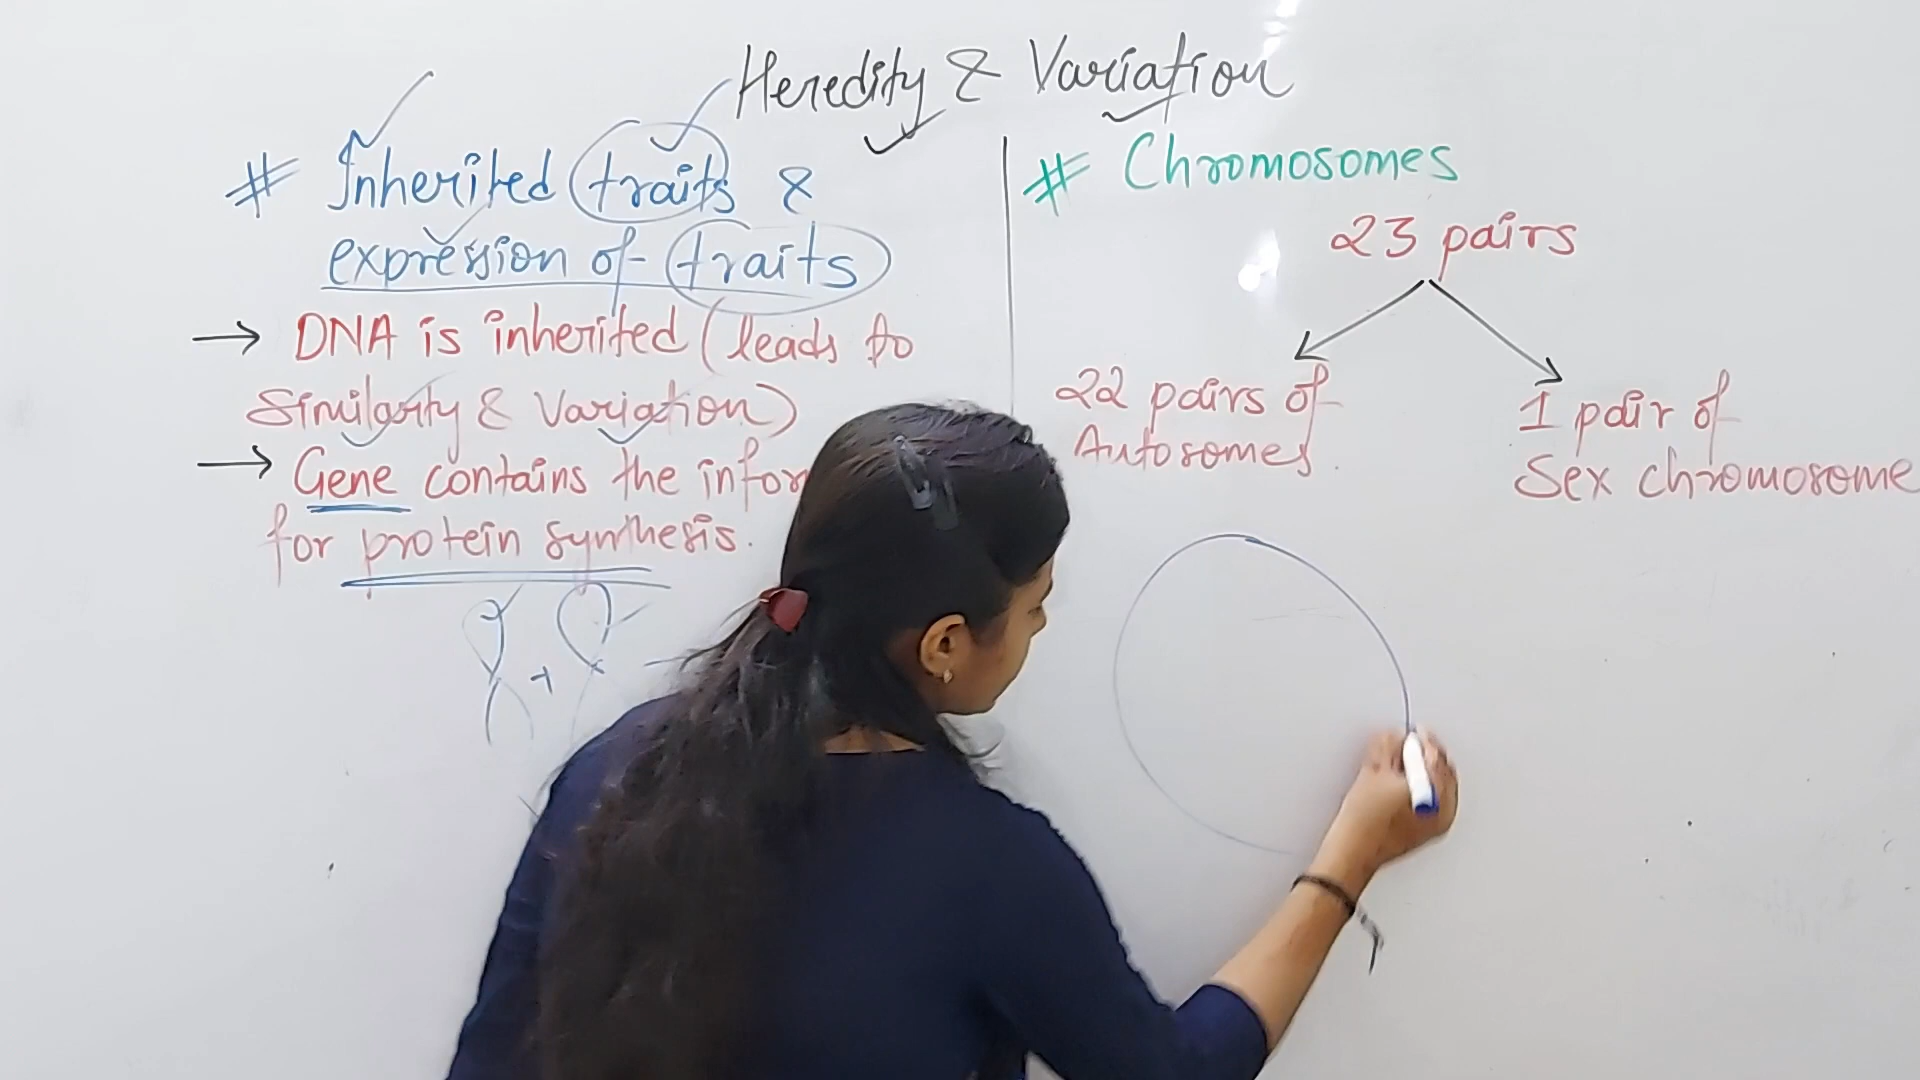 Heredity & Variation
# Inherited traits &
expression of traits
→ DNA is inherited (leads to
Similarity & Variation)
→ Gene contains the infor
for protein synthesis.
+
# Chromosomes
23 pairs
22 pairs of
Autosomes.
1 pair of
Sex chromosome